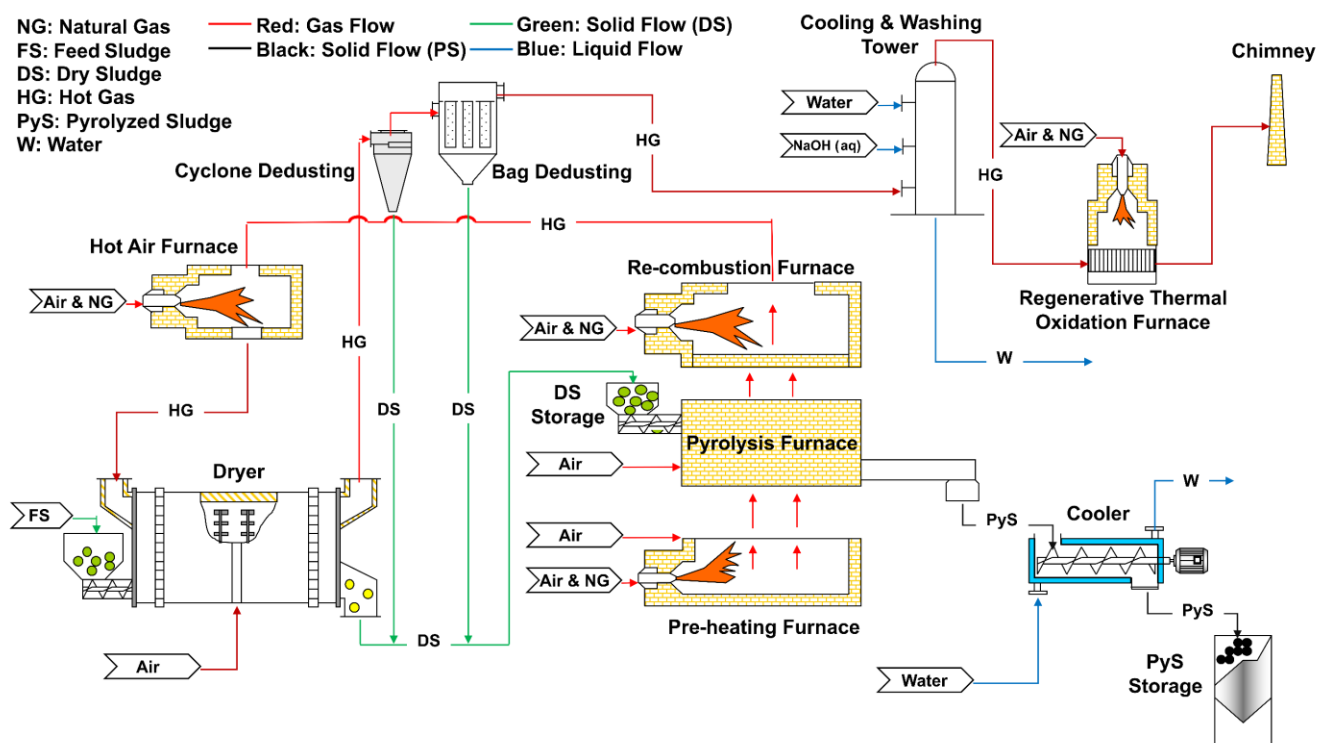 NG: Natural Gas
FS: Feed Sludge
DS: Dry Sludge
HG: Hot Gas
PyS: Pyrolyzed Sludge
W: Water
Red: Gas Flow
Black: Solid Flow (PS)
Green: Solid Flow (DS)
Blue: Liquid Flow
Cooling & Washing
Tower
Chimney
Water
NaOH (aq)
Air & NG
HG
HG
Cyclone Dedusting
Bag Dedusting
HG
Hot Air Furnace
Air & NG
HG
Re-combustion Furnace
Air & NG
Regenerative Thermal
Oxidation Furnace
W
HG
DS
DS
DS
Storage
Pyrolysis Furnace
Air
Dryer
FS
PyS
Cooler
W
Air
Air & NG
Pre-heating Furnace
DS
Air
Water
PyS
PyS
Storage